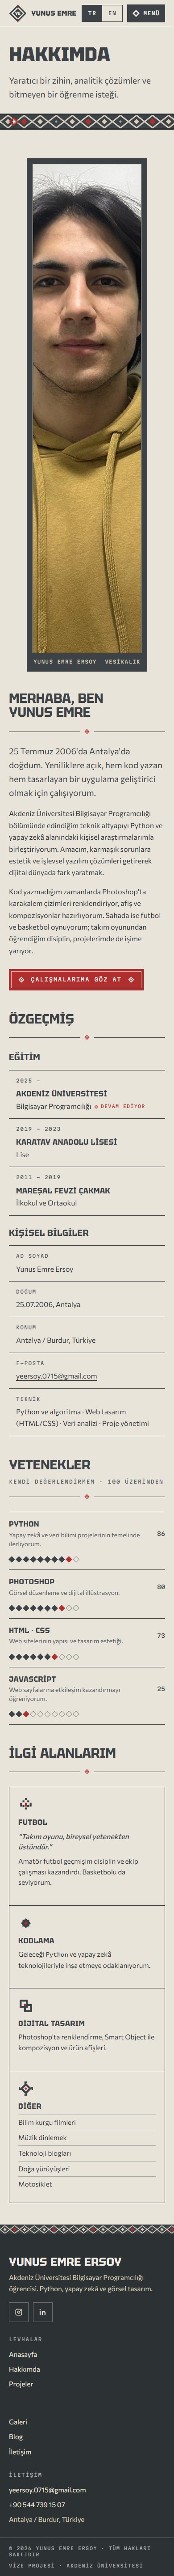 YUNUS EMRE
TR
EN
MENÜ
HAKKIMDA
Yaratıcı bir zihin, analitik çözümler ve
bitmeyen bir öğrenme isteği.
YUNUS EMRE ERSOY
VESİKALIK
MERHABA, BEN
YUNUS EMRE
25 Temmuz 2006'da Antalya'da
doğdum. Yeniliklere açık, hem kod yazan
hem tasarlayan bir uygulama geliştirici
olmak için çalışıyorum.
Akdeniz Üniversitesi Bilgisayar Programcılığı
bölümünde edindiğim teknik altyapıyı Python ve
yapay zekâ alanındaki kişisel araştırmalarımla
birleştiriyorum. Amacım, karmaşık sorunlara
estetik ve işlevsel yazılım çözümleri getirerek
dijital dünyada fark yaratmak.
Kod yazmadığım zamanlarda Photoshop'ta
karakalem çizimleri renklendiriyor, afiş ve
kompozisyonlar hazırlıyorum. Sahada ise futbol
ve basketbol oynuyorum; takım oyunundan
öğrendiğim disiplin, projelerimde de işime
yarıyor.
ÇALIŞMALARIMA GÖZ AT
ÖZGEÇMİŞ
EĞİTİM
2025 —
AKDENİZ ÜNİVERSİTESİ
Bilgisayar Programcılığı DEVAM EDİYOR
2019 — 2023
KARATAY ANADOLU LİSESİ
Lise
2011 — 2019
MAREŞAL FEVZİ ÇAKMAK
İlkokul ve Ortaokul
KİŞİSEL BİLGİLER
AD SOYAD
Yunus Emre Ersoy
DOĞUM
25.07.2006, Antalya
KONUM
Antalya / Burdur, Türkiye
E-POSTA
yeersoy.0715@gmail.com
TEKNİK
Python ve algoritma · Web tasarım
(HTML/CSS) · Veri analizi · Proje yönetimi
YETENEKLER
KENDİ DEĞERLENDİRMEM · 100 ÜZERİNDEN
PYTHON
86
Yapay zekâ ve veri bilimi projelerinin temelinde
ilerliyorum.
PHOTOSHOP
80
Görsel düzenleme ve dijital illüstrasyon.
HTML · CSS
73
Web sitelerinin yapısı ve tasarım estetiği.
JAVASCRİPT
25
Web sayfalarına etkileşim kazandırmayı
öğreniyorum.
İLGİ ALANLARIM
FUTBOL
"Takım oyunu, bireysel yetenekten
üstündür."
Amatör futbol geçmişim disiplin ve ekip
çalışması kazandırdı. Basketbolu da
seviyorum.
KODLAMA
Geleceği Python ve yapay zekâ
teknolojileriyle inşa etmeye odaklanıyorum.
DİJİTAL TASARIM
Photoshop'ta renklendirme, Smart Object ile
kompozisyon ve ürün afişleri.
DİĞER
Bilim kurgu filmleri
Müzik dinlemek
Teknoloji blogları
Doğa yürüyüşleri
Motosiklet
YUNUS EMRE ERSOY
Akdeniz Üniversitesi Bilgisayar Programcılığı
öğrencisi. Python, yapay zekâ ve görsel tasarım.
LEVHALAR
Anasayfa
Hakkımda
Projeler
Galeri
Blog
İletişim
İLETİŞİM
yeersoy.0715@gmail.com
+90 544 739 15 07
Antalya / Burdur, Türkiye
© 2026 YUNUS EMRE ERSOY · TÜM HAKLARI
SAKLIDIR
VİZE PROJESİ · AKDENİZ ÜNİVERSİTESİ